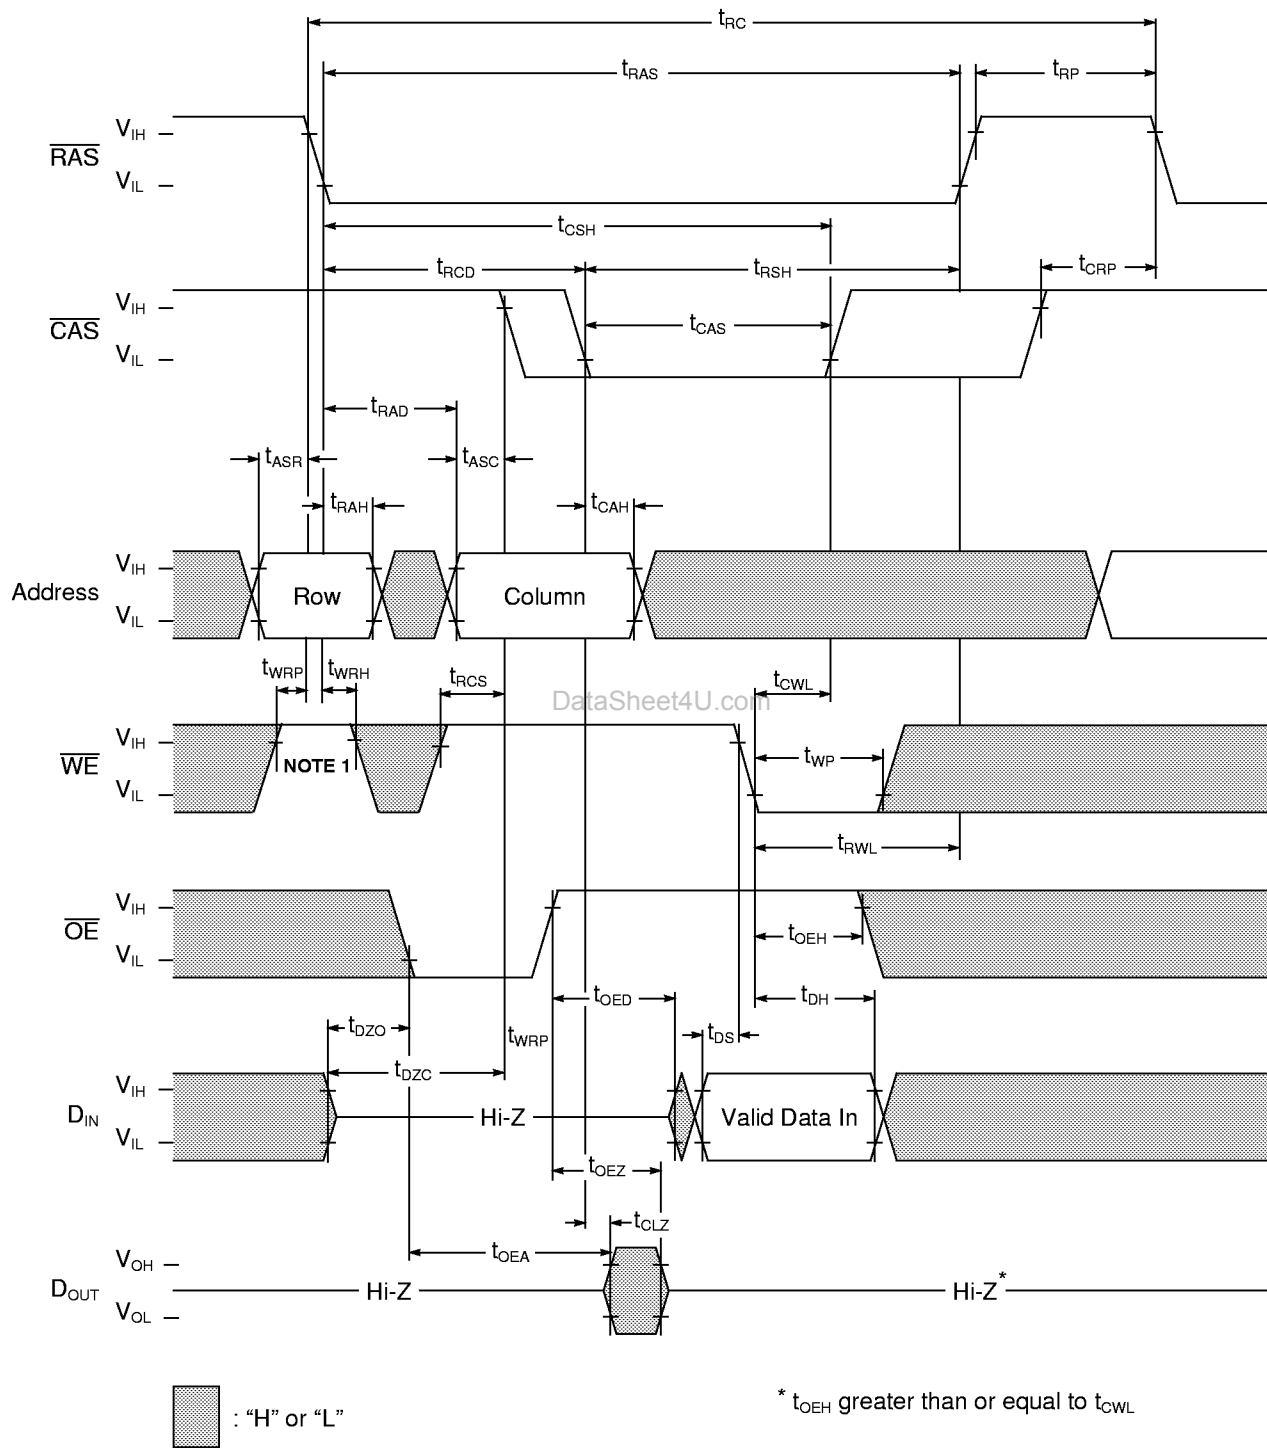 tRC
tRAS
tRP
RAS
VIH
VIL
tCSH
tRCD
tRSH
tCRP
CAS
VIH
VIL
tCAS
tRAD
tASR
tASC
tRAH
tCAH
Address
VIH
VIL
Row
Column
tWRP
tWRH
tRCS
tCWL
DataSheet4U.com
WE
VIH
VIL
NOTE 1
tWP
tRWL
OE
VIH
VIL
tOEH
tOED
tDH
tDZO
tWRP
tDS
tDZC
DIN
VIH
VIL
Hi-Z
Valid Data In
tOEZ
tCLZ
tOEA
DOUT
VOH
VOL
Hi-Z
Hi-Z*
: “H” or “L”
* tOEH greater than or equal to tCWL